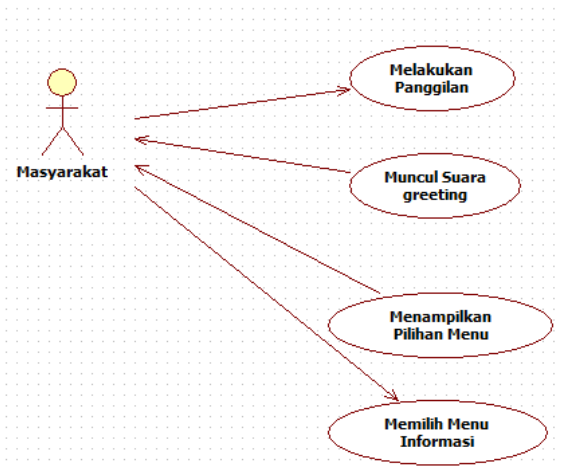 Melakukan
Panggilan
Masyarakat
Muncul Suara
greeting
Menampilkan
Pilihan Menu
Memilih Menu
Informasi